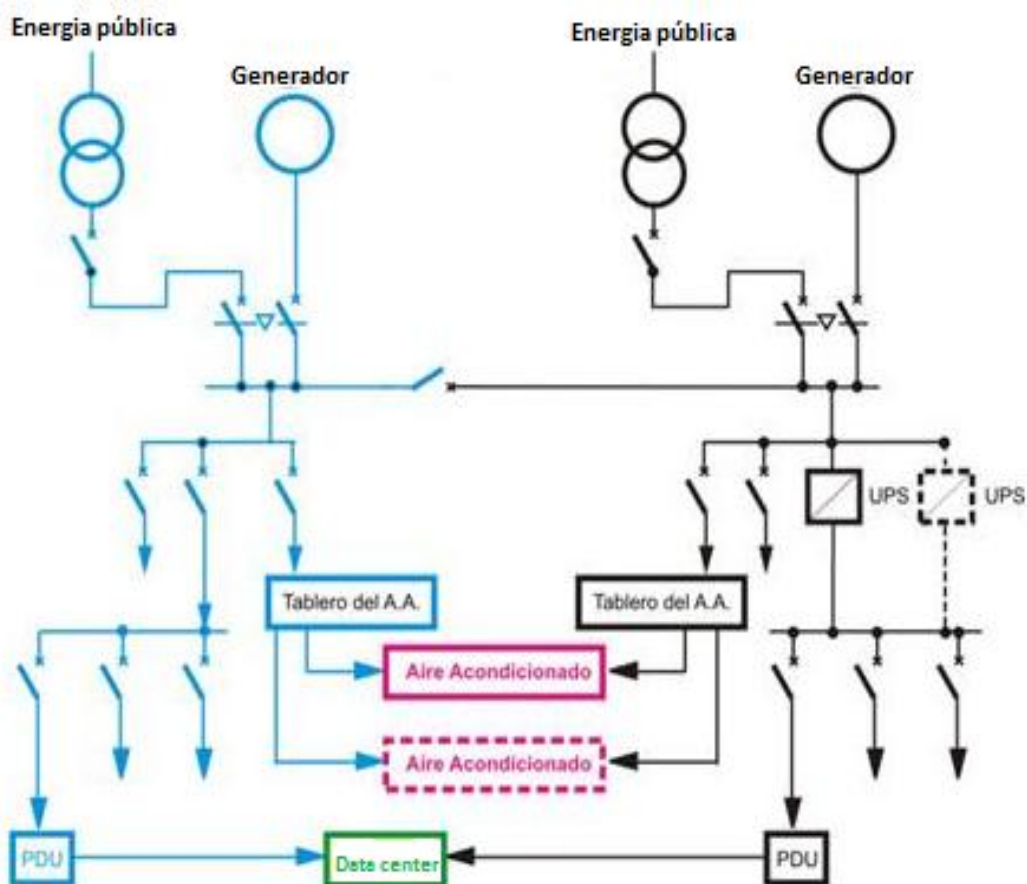 Energia pública
Energia pública
Generador
Generador
UPS
UPS
Tablero del A.A.
Tablero del A.A.
Aire Acondicionado
Aire Acondicionado
PDU
Data center
PDU